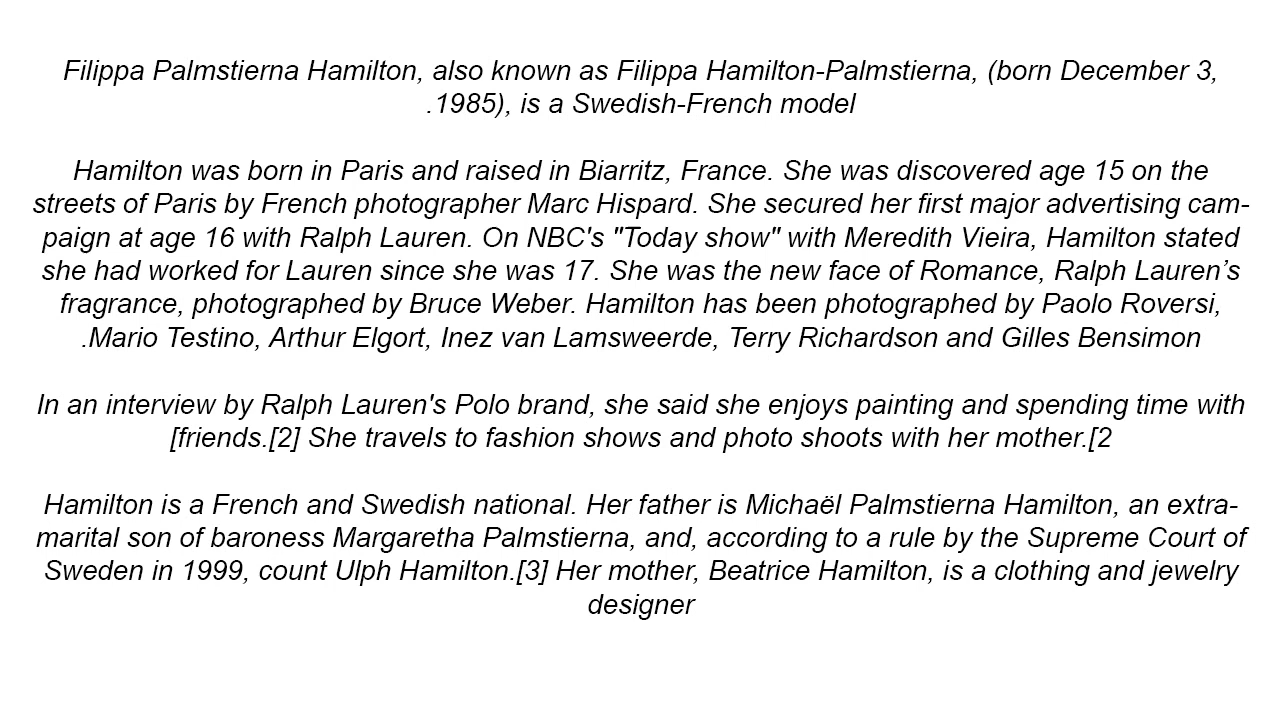 Filippa Palmstierna Hamilton, also known as Filippa Hamilton-Palmstierna, (born December 3,
.1985), is a Swedish-French model
Hamilton was born in Paris and raised in Biarritz, France. She was discovered age 15 on the
streets of Paris by French photographer Marc Hispard. She secured her first major advertising cam-
paign at age 16 with Ralph Lauren. On NBC's "Today show" with Meredith Vieira, Hamilton stated
she had worked for Lauren since she was 17. She was the new face of Romance, Ralph Lauren’s
fragrance, photographed by Bruce Weber. Hamilton has been photographed by Paolo Roversi,
.Mario Testino, Arthur Elgort, Inez van Lamsweerde, Terry Richardson and Gilles Bensimon
In an interview by Ralph Lauren's Polo brand, she said she enjoys painting and spending time with
[friends.[2] She travels to fashion shows and photo shoots with her mother.[2
Hamilton is a French and Swedish national. Her father is Michaël Palmstierna Hamilton, an extra-
marital son of baroness Margaretha Palmstierna, and, according to a rule by the Supreme Court of
Sweden in 1999, count Ulph Hamilton.[3] Her mother, Beatrice Hamilton, is a clothing and jewelry
designer